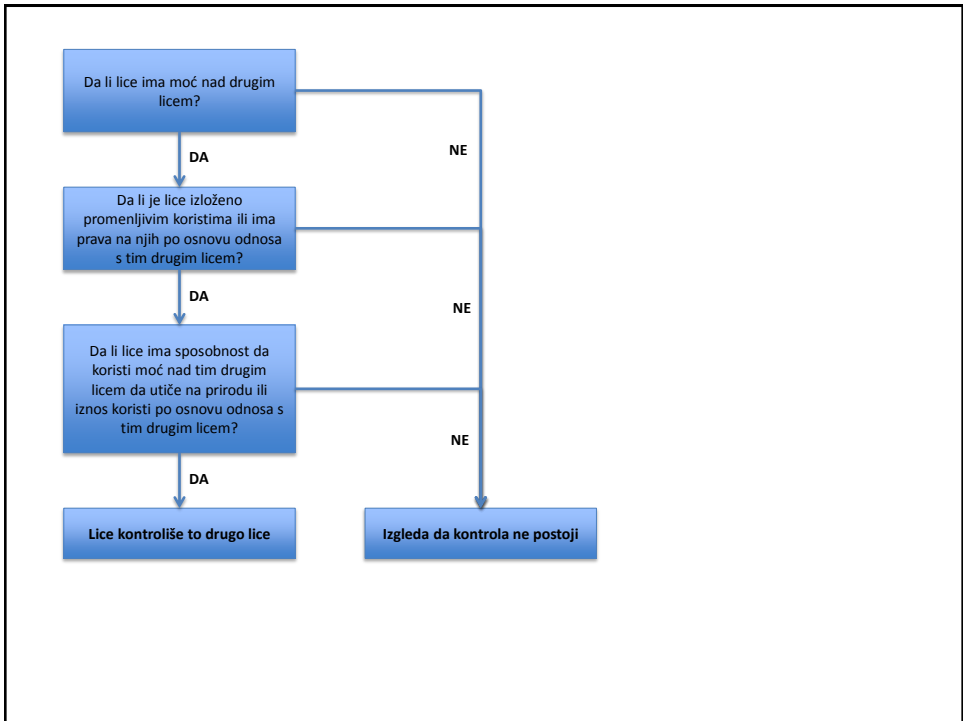 Da li lice ima moć nad drugim
licem?
NE
DA
Da li je lice izloženo
promenljivim koristima ili ima
prava na njih po osnovu odnosa
s tim drugim licem?
DA
NE
Da li lice ima sposobnost da
koristi moć nad tim drugim
licem da utiče na prirodu ili
iznos koristi po osnovu odnosa s
tim drugim licem?
NE
DA
Lice kontroliše to drugo lice
Izgleda da kontrola ne postoji